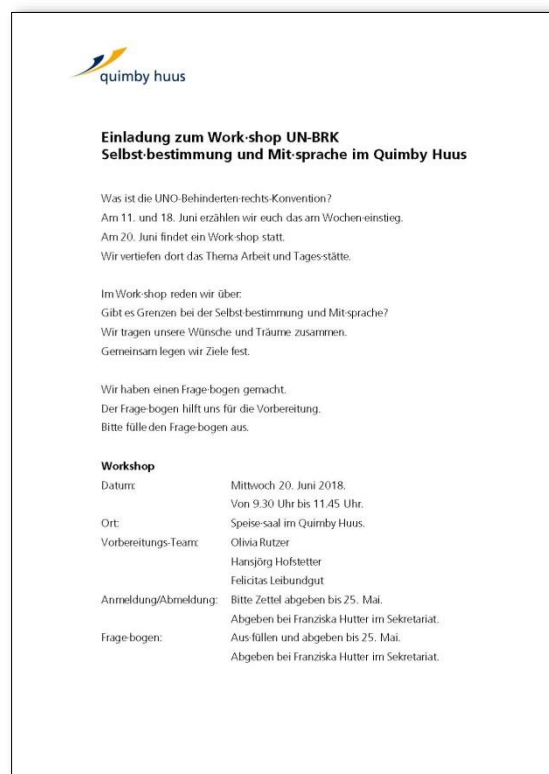 quimby huus
Einladung zum Work·shop UN-BRK
Selbst·bestimmung und Mit·sprache im Quimby Huus
Was ist die UNO-Behinderten·rechts-Konvention?
Am 11. und 18. Juni erzählen wir euch das am Wochen·einstieg.
Am 20. Juni findet ein Work·shop statt.
Wir vertiefen dort das Thema Arbeit und Tages·stätte.
Im Work·shop reden wir über:
Gibt es Grenzen bei der Selbst·bestimmung und Mit·sprache?
Wir tragen unsere Wünsche und Träume zusammen.
Gemeinsam legen wir Ziele fest.
Wir haben einen Frage·bogen gemacht.
Der Frage·bogen hilft uns für die Vorbereitung.
Bitte fülle den Frage·bogen aus.
Workshop
Datum: Mittwoch 20. Juni 2018.
Von 9.30 Uhr bis 11.45 Uhr.
Ort: Speise·saal im Quimby Huus.
Vorbereitungs-Team: Olivia Rutzer
Hansjörg Hofstetter
Felicitas Leibundgut
Anmeldung/Abmeldung: Bitte Zettel abgeben bis 25. Mai.
Abgeben bei Franziska Hutter im Sekretariat.
Frage·bogen: Aus·füllen und abgeben bis 25. Mai.
Abgeben bei Franziska Hutter im Sekretariat.